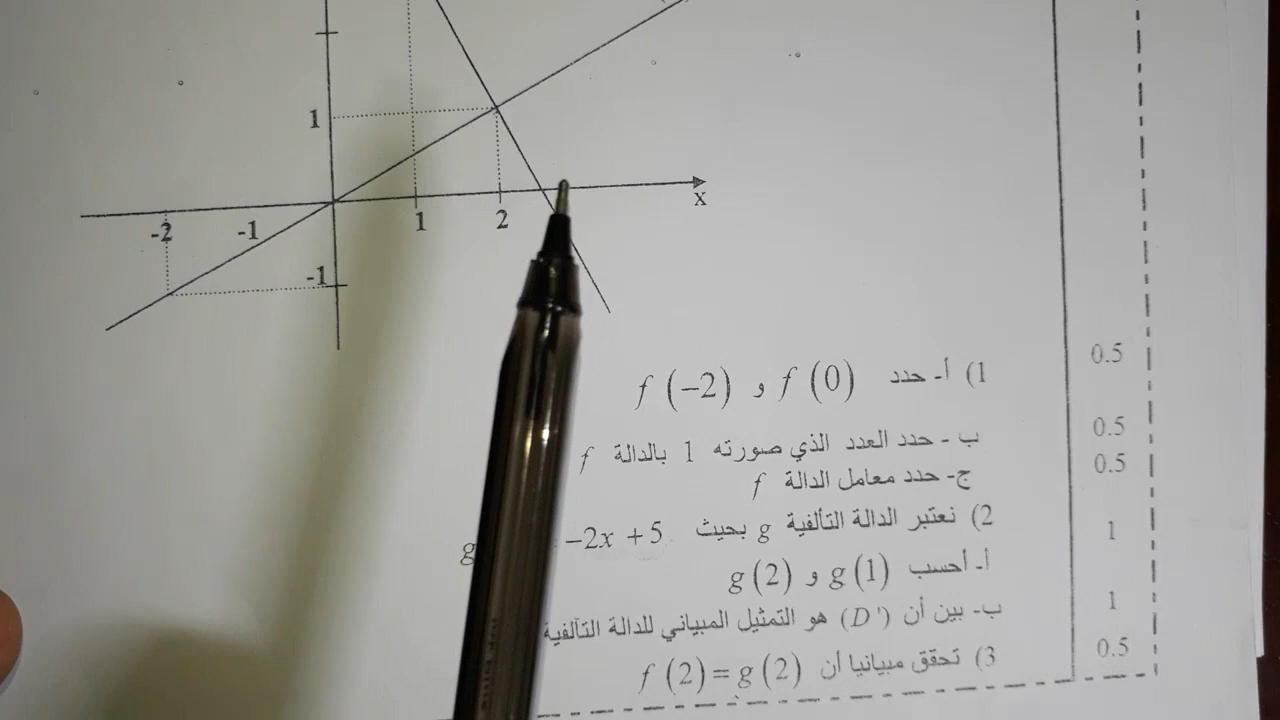 1
x
-2 -1 1 2
-1
1) أ- حدد f (0) و f (-2) 0.5
ب - حدد العدد الذي صورته 1 بالدالة f 0.5
ج- حدد معامل الدالة f 0.5
2) نعتبر الدالة التألفية g بحيث g -2x + 5 1
أ- أحسب g (1) و g (2)
ب- بين أن (D') هو التمثيل المبياني للدالة التآلفية 1
3) تحقق مبيانيا أن f (2) = g (2) 0.5